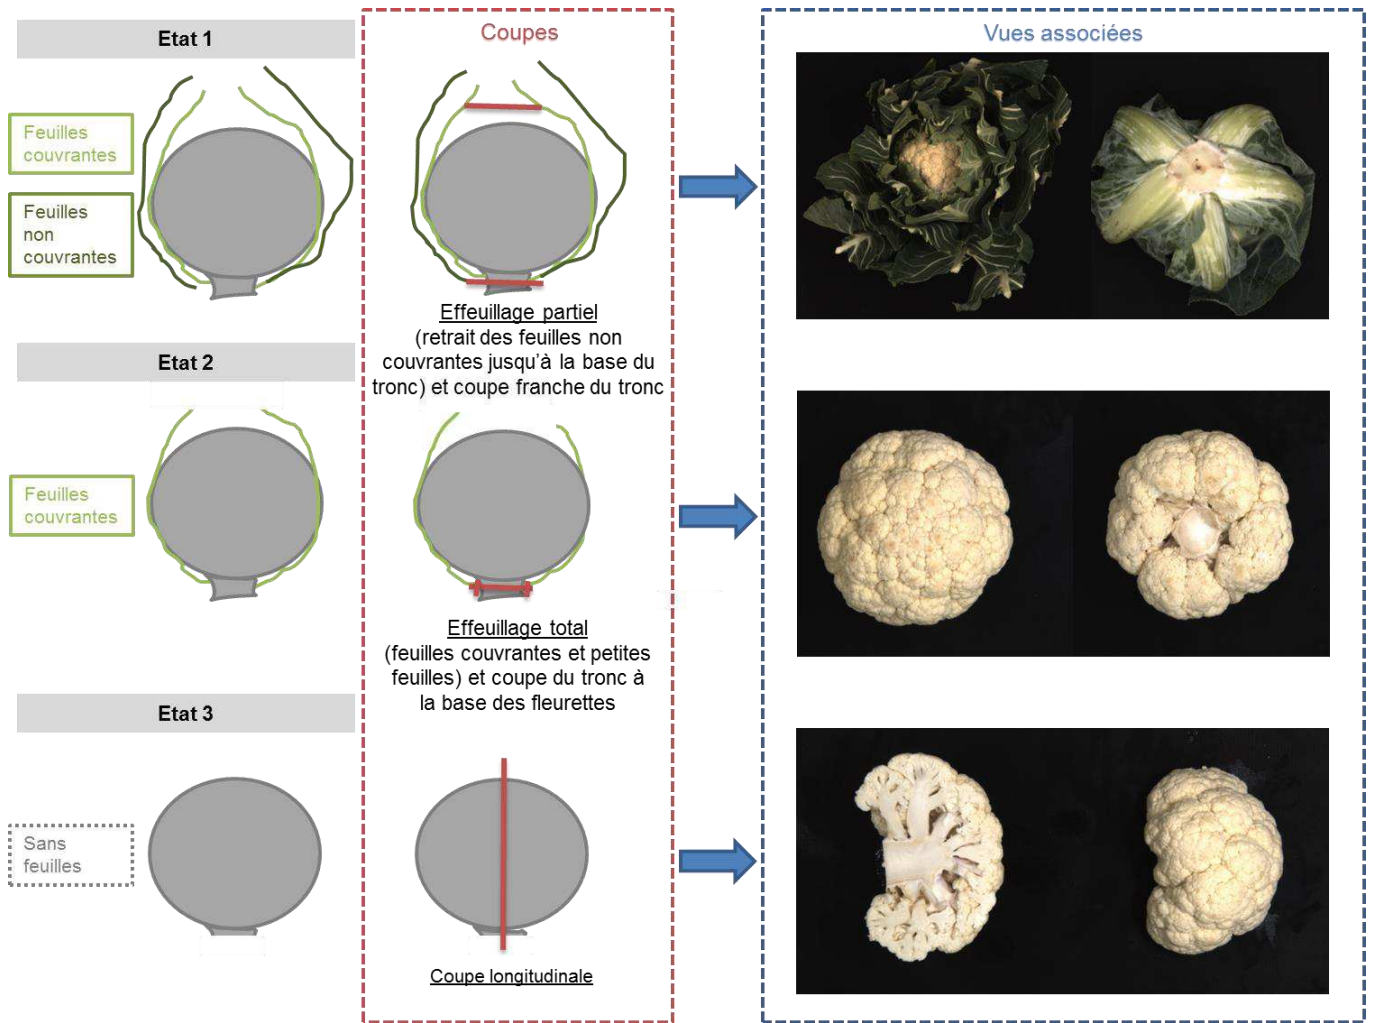 Etat 1
Coupes
Vues associées
Feuilles
couvrantes
Feuilles
non
couvrantes
Effeuillage partiel
(retrait des feuilles non
couvrantes jusqu'à la base du
tronc) et coupe franche du tronc
Etat 2
Feuilles
couvrantes
Effeuillage total
(feuilles couvrantes et petites
feuilles) et coupe du tronc à
la base des fleurettes
Etat 3
Sans
feuilles
Coupe longitudinale